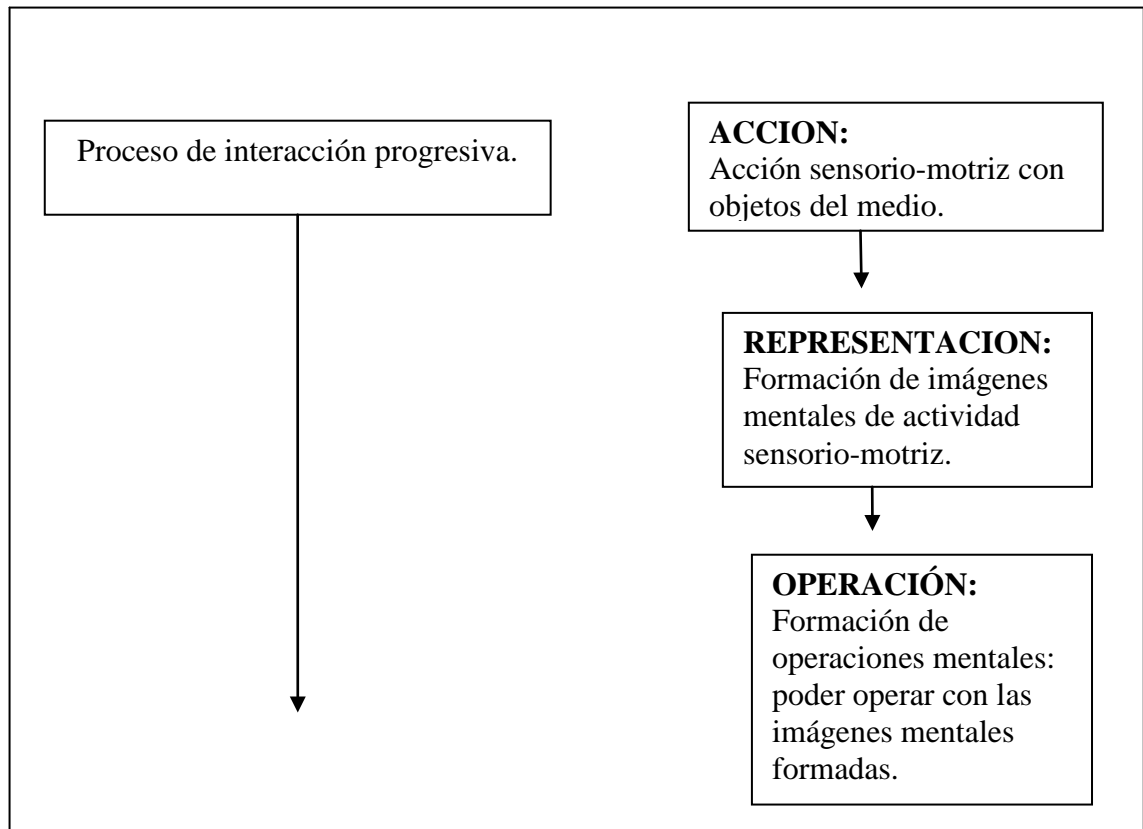 Proceso de interacción progresiva.
ACCION:
Acción sensorio-motriz con
objetos del medio.
REPRESENTACION:
Formación de imágenes
mentales de actividad
sensorio-motriz.
OPERACIÓN:
Formación de
operaciones mentales:
poder operar con las
imágenes mentales
formadas.